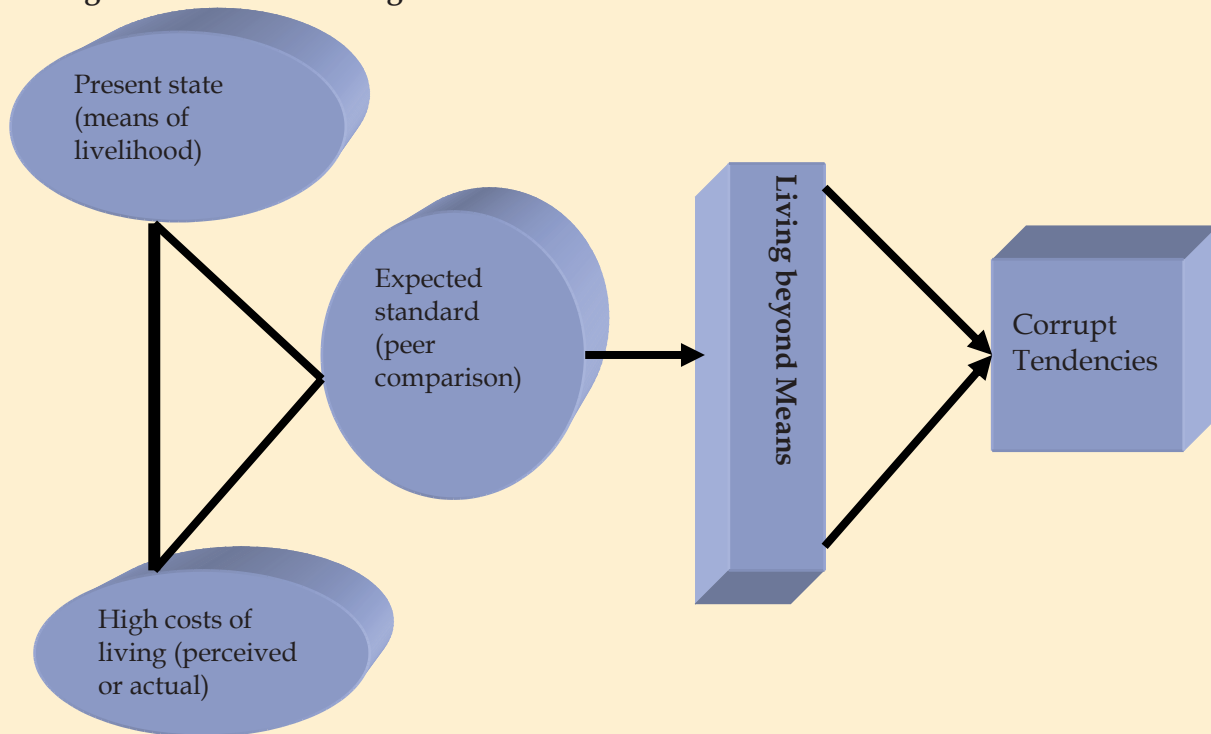 Present state
(means of
livelihood)
Expected
standard
(peer
comparison)
Living beyond Means
Corrupt
Tendencies
High costs of
living (perceived
or actual)